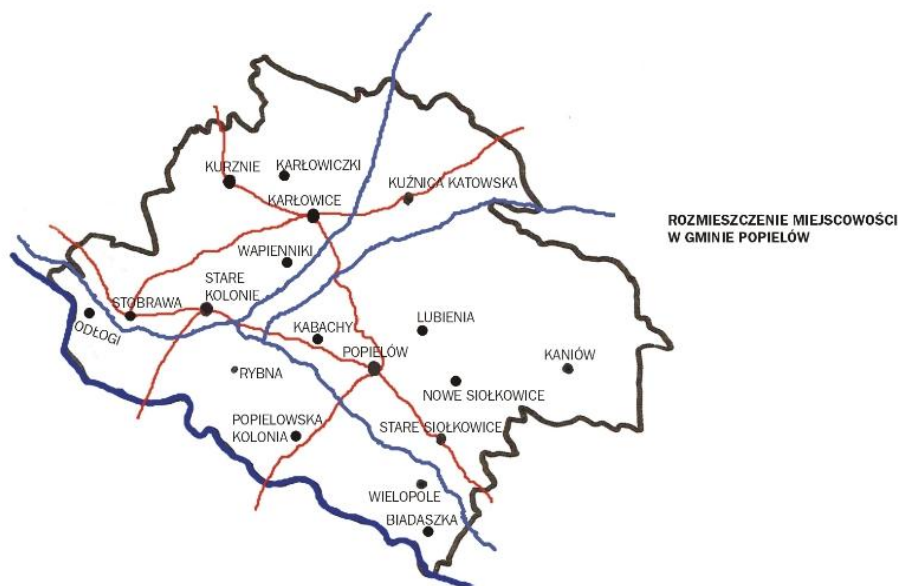 KURZNIE
KARŁOWICZKI
KUŹNICA KATOWSKA
KARŁOWICE
ROZMIESZCZENIE MIEJSCOWOŚCI
W GMINIE POPIELÓW
WAPIENNIKI
STARE
KOLONIE
STOBRAWA
ODŁOGI
KABACHY
LUBIENIA
POPIELÓW
KANIÓW
RYBNA
NOWE SIOŁKOWICE
POPIELOWSKA
KOLONIA
STARE SIOŁKOWICE
WIELOPOLE
BIADASZKA